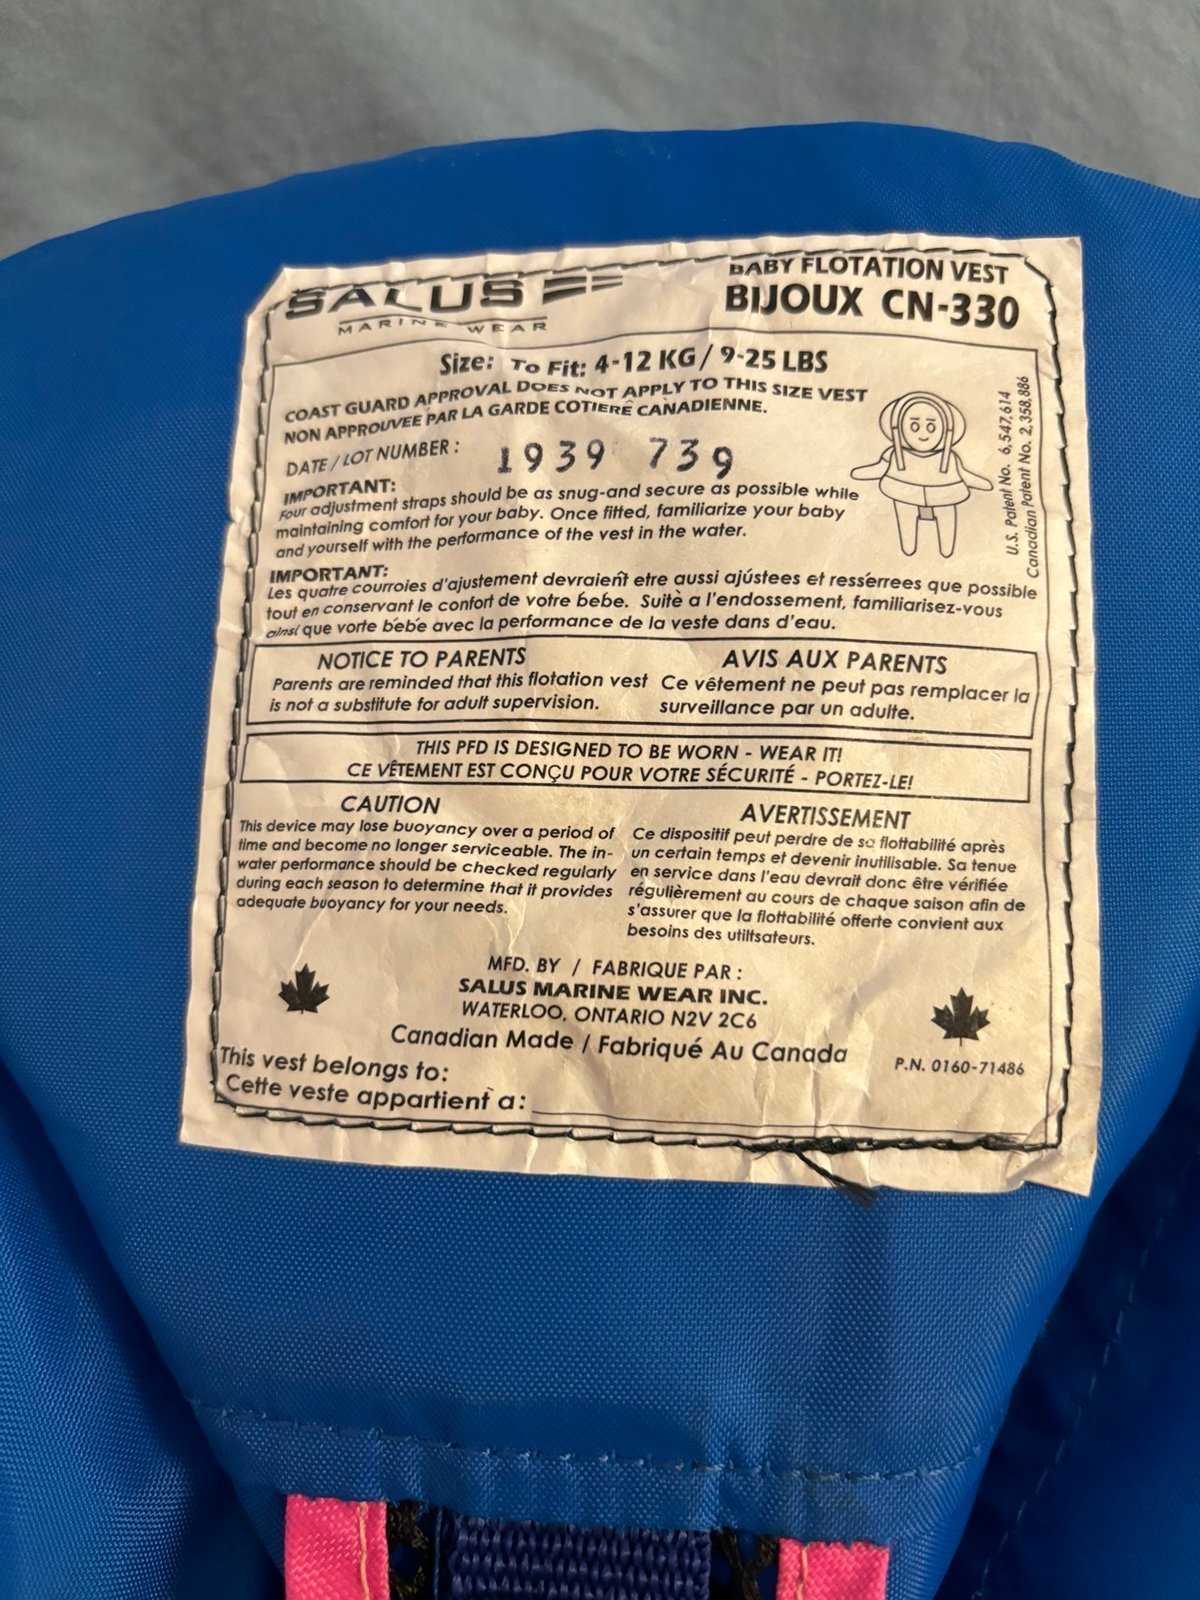 SALUS
MARINE WEAR
BABY FLOTATION VEST
BIJOUX CN-330
Size: To Fit: 4-12 KG / 9-25 LBS
COAST GUARD APPROVAL DOES NOT APPLY TO THIS SIZE VEST
NON APPROUVEÉ PAR LA GARDE COTIERÈ CANADIENNE.
DATE / LOT NUMBER : 1939 739
IMPORTANT:
Four adjustment straps should be as snug-and secure as possible while
maintaining comfort for your baby. Once fitted, familiarize your baby
and yourself with the performance of the vest in the water.
U.S. Patent No. 6,547,614
Canadian Patent No. 2,358,886
IMPORTANT:
Les quatre courroies d'ajustement devraient etre aussi ajústees et ressérrees que possible
tout en conservant le confort de votre bebe. Suitè a l'endossement, familiarisez-vous
ainsi que vorte bébé avec la performance de la veste dans d'eau.
NOTICE TO PARENTS
Parents are reminded that this flotation vest
is not a substitute for adult supervision.
AVIS AUX PARENTS
Ce vêtement ne peut pas remplacer la
surveillance par un adulte.
THIS PFD IS DESIGNED TO BE WORN - WEAR IT!
CE VÊTEMENT EST CONÇU POUR VOTRE SÉCURITÉ - PORTEZ-LE!
CAUTION
This device may lose buoyancy over a period of
time and become no longer serviceable. The in-
water performance should be checked regularly
during each season to determine that it provides
adequate buoyancy for your needs.
AVERTISSEMENT
Ce dispositif peut perdre de sa flottabilité après
un certain temps et devenir inutilisable. Sa tenue
en service dans l'eau devrait donc être vérifiée
régulièrement au cours de chaque saison afin de
s'assurer que la flottabilité offerte convient aux
besoins des utiltsateurs.
MFD. BY / FABRIQUE PAR :
SALUS MARINE WEAR INC.
WATERLOO, ONTARIO N2V 2C6
Canadian Made / Fabriqué Au Canada
P.N. 0160-71486
This vest belongs to:
Cette veste appartient a: